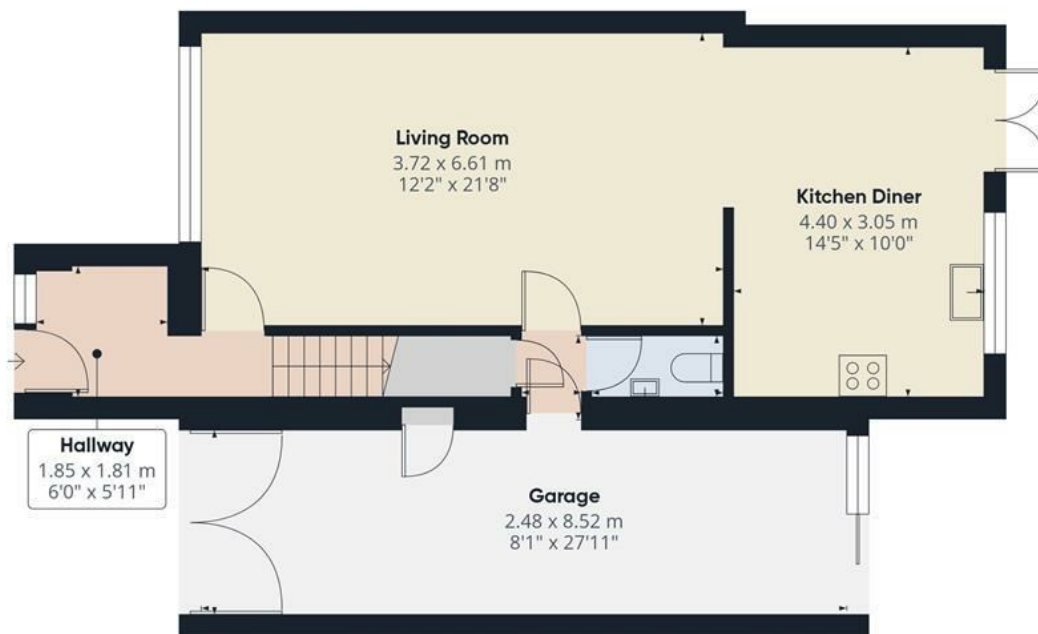 Living Room
3.72 x 6.61 m
12'2" x 21'8"
Kitchen Diner
4.40 x 3.05 m
14'5" x 10'0"
Hallway
1.85 x 1.81 m
6'0" x 5'11"
Garage
2.48 x 8.52 m
8'1" x 27'11"